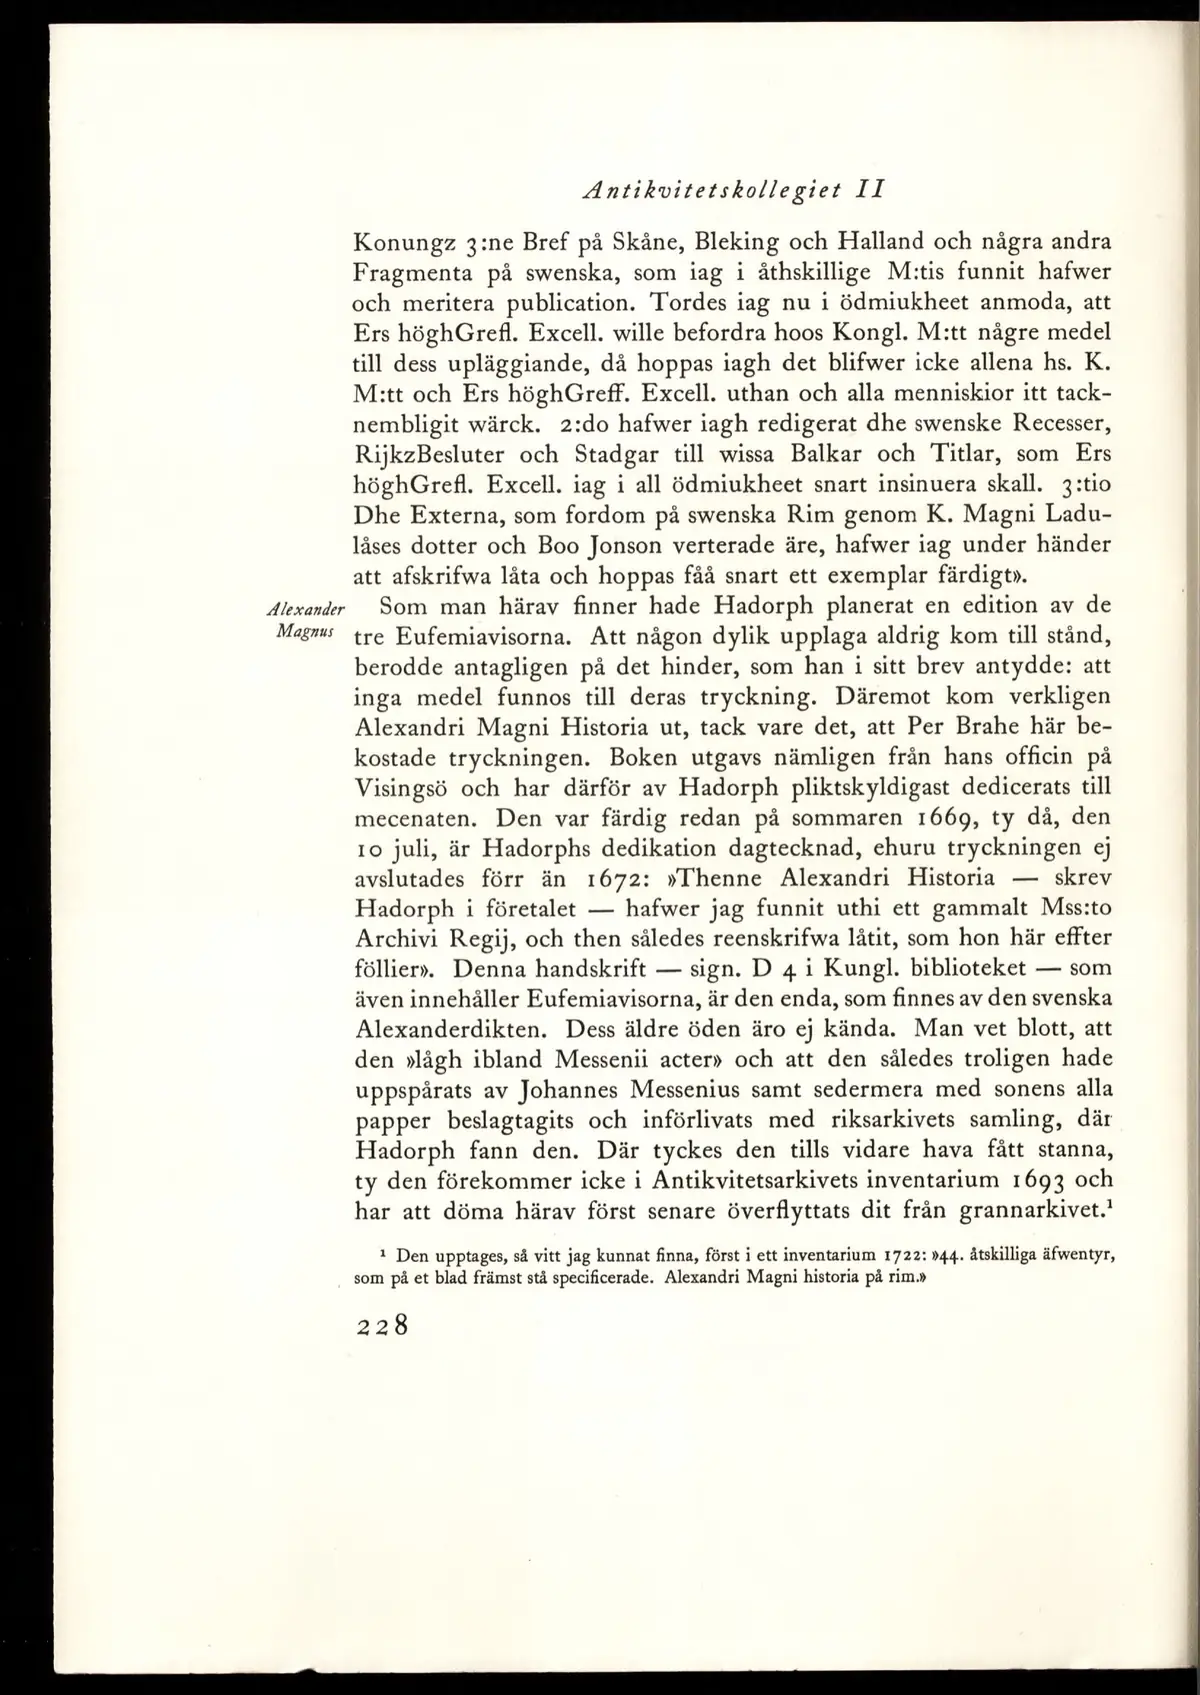 Antikvitetskollegiet II
Konungz 3:ne Bref på Skåne, Bleking och Halland och några andra
Fragmenta på swenska, som iag i åthskillige M:tis funnit hafwer
och meritera publication. Tordes iag nu i ödmiukheet anmoda, att
Ers höghGrefl. Excell. wille befordra hoos Kongl. M:tt någre medel
till dess upläggiande, då hoppas iagh det blifwer icke allena hs. K.
M:tt och Ers höghGreff. Excell. uthan och alla menniskior itt tack-
nembligit wärck. 2:do hafwer iagh redigerat dhe swenske Recesser,
RijkzBesluter och Stadgar till wissa Balkar och Titlar, som Ers
höghGrefl. Excell. iag i all ödmiukheet snart insinuera skall. 3:tio
Dhe Externa, som fordom på swenska Rim genom K. Magni Ladu-
låses dotter och Boo Jonson verterade äre, hafwer iag under händer
att afskrifwa låta och hoppas fåå snart ett exemplar färdigt».
Alexander
Magnus
Som man härav finner hade Hadorph planerat en edition av de
tre Eufemiavisorna. Att någon dylik upplaga aldrig kom till stånd,
berodde antagligen på det hinder, som han i sitt brev antydde: att
inga medel funnos till deras tryckning. Däremot kom verkligen
Alexandri Magni Historia ut, tack vare det, att Per Brahe här be-
kostade tryckningen. Boken utgavs nämligen från hans officin på
Visingsö och har därför av Hadorph pliktskyldigast dedicerats till
mecenaten. Den var färdig redan på sommaren 1669, ty då, den
10 juli, är Hadorphs dedikation dagtecknad, ehuru tryckningen ej
avslutades förr än 1672: »Thenne Alexandri Historia — skrev
Hadorph i företalet — hafwer jag funnit uthi ett gammalt Mss:to
Archivi Regij, och then således reenskrifwa låtit, som hon här effter
föllier». Denna handskrift — sign. D 4 i Kungl. biblioteket — som
även innehåller Eufemiavisorna, är den enda, som finnes av den svenska
Alexanderdikten. Dess äldre öden äro ej kända. Man vet blott, att
den »lågh ibland Messenii acter» och att den således troligen hade
uppspårats av Johannes Messenius samt sedermera med sonens alla
papper beslagtagits och införlivats med riksarkivets samling, där
Hadorph fann den. Där tyckes den tills vidare hava fått stanna,
ty den förekommer icke i Antikvitetsarkivets inventarium 1693 och
har att döma härav först senare överflyttats dit från grannarkivet.¹
¹ Den upptages, så vitt jag kunnat finna, först i ett inventarium 1722: »44. åtskilliga äfwentyr,
som på et blad främst stå specificerade. Alexandri Magni historia på rim.»
228